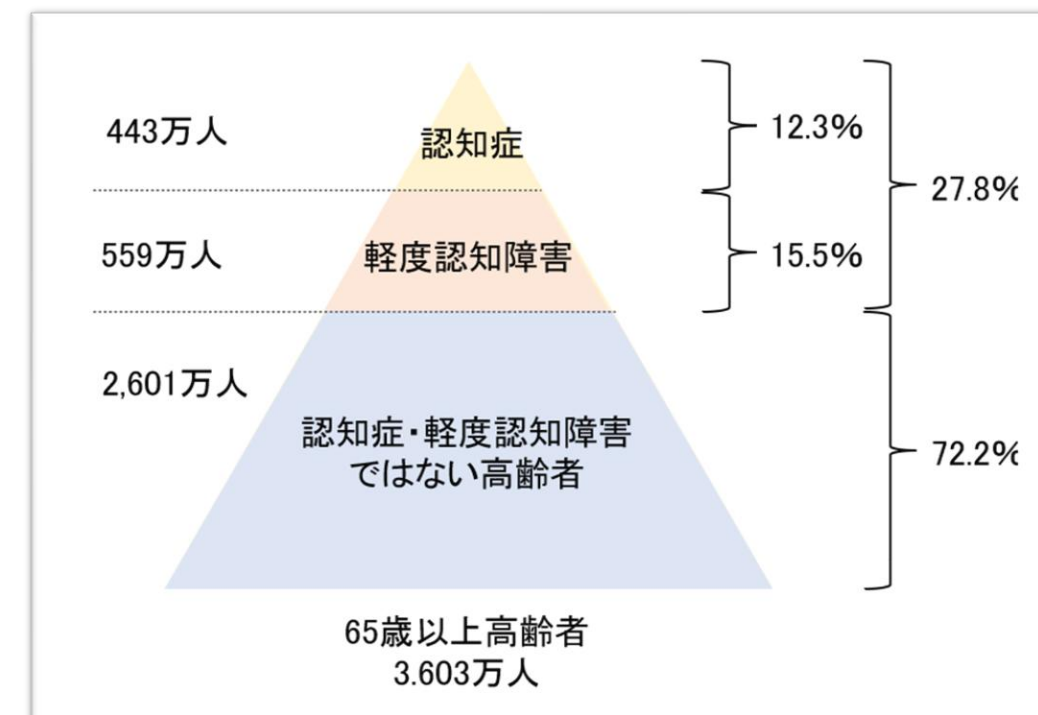 443万人
認知症
12.3%
27.8%
559万人
軽度認知障害
15.5%
2,601万人
認知症・軽度認知障害
ではない高齢者
72.2%
65歳以上高齢者
3.603万人